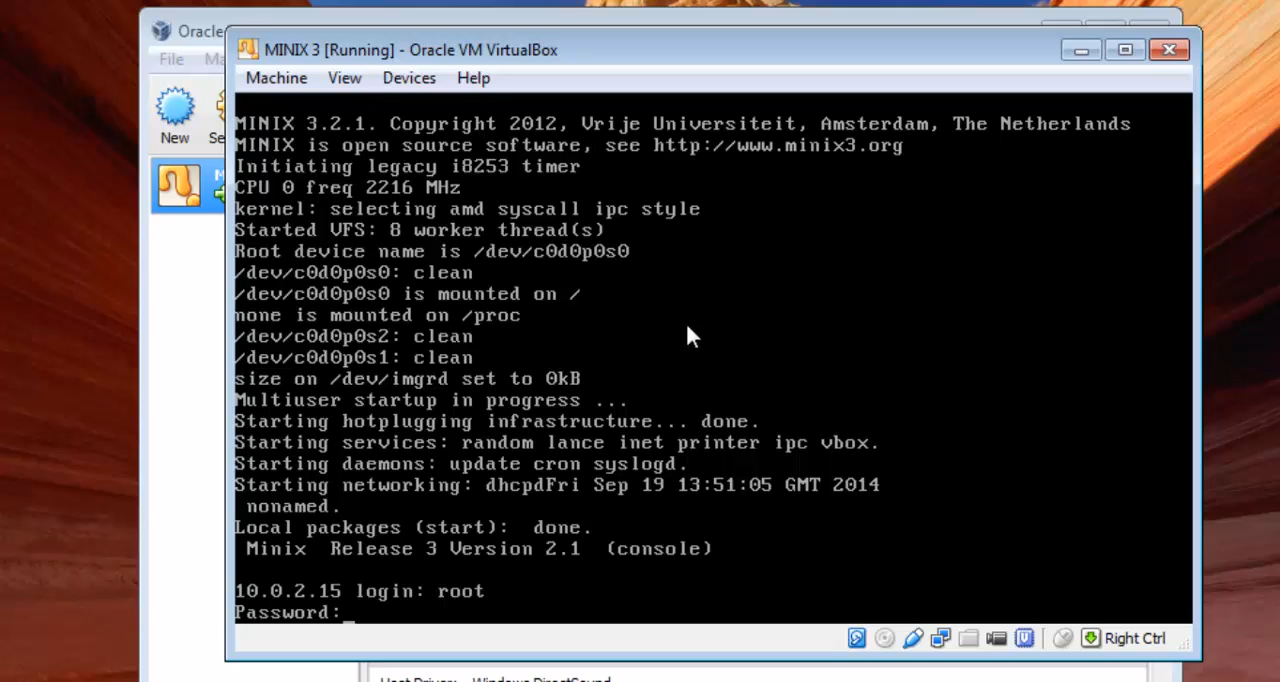 Oracle
MINIX 3 [Running] - Oracle VM VirtualBox
File
Machine View Devices Help
New
MINIX 3.2.1. Copyright 2012, Vrije Universiteit, Amsterdam, The Netherlands
MINIX is open source software, see http://www.minix3.org
Initiating legacy i8253 timer
CPU 0 freq 2216 MHz
kernel: selecting amd syscall ipc style
Started VFS: 8 worker thread(s)
Root device name is /dev/c0d0p0s0
/dev/c0d0p0s0: clean
/dev/c0d0p0s0 is mounted on /
none is mounted on /proc
/dev/c0d0p0s2: clean
/dev/c0d0p0s1: clean
size on /dev/imgrd set to 0kB
Multiuser startup in progress ...
Starting hotplugging infrastructure... done.
Starting services: random lance inet printer ipc vbox.
Starting daemons: update cron syslogd.
Starting networking: dhcpdFri Sep 19 13:51:05 GMT 2014
nonamed.
Local packages (start): done.
Minix Release 3 Version 2.1 (console)
10.0.2.15 login: root
Password:
Right Ctrl
Host Driver: Windows DirectSound